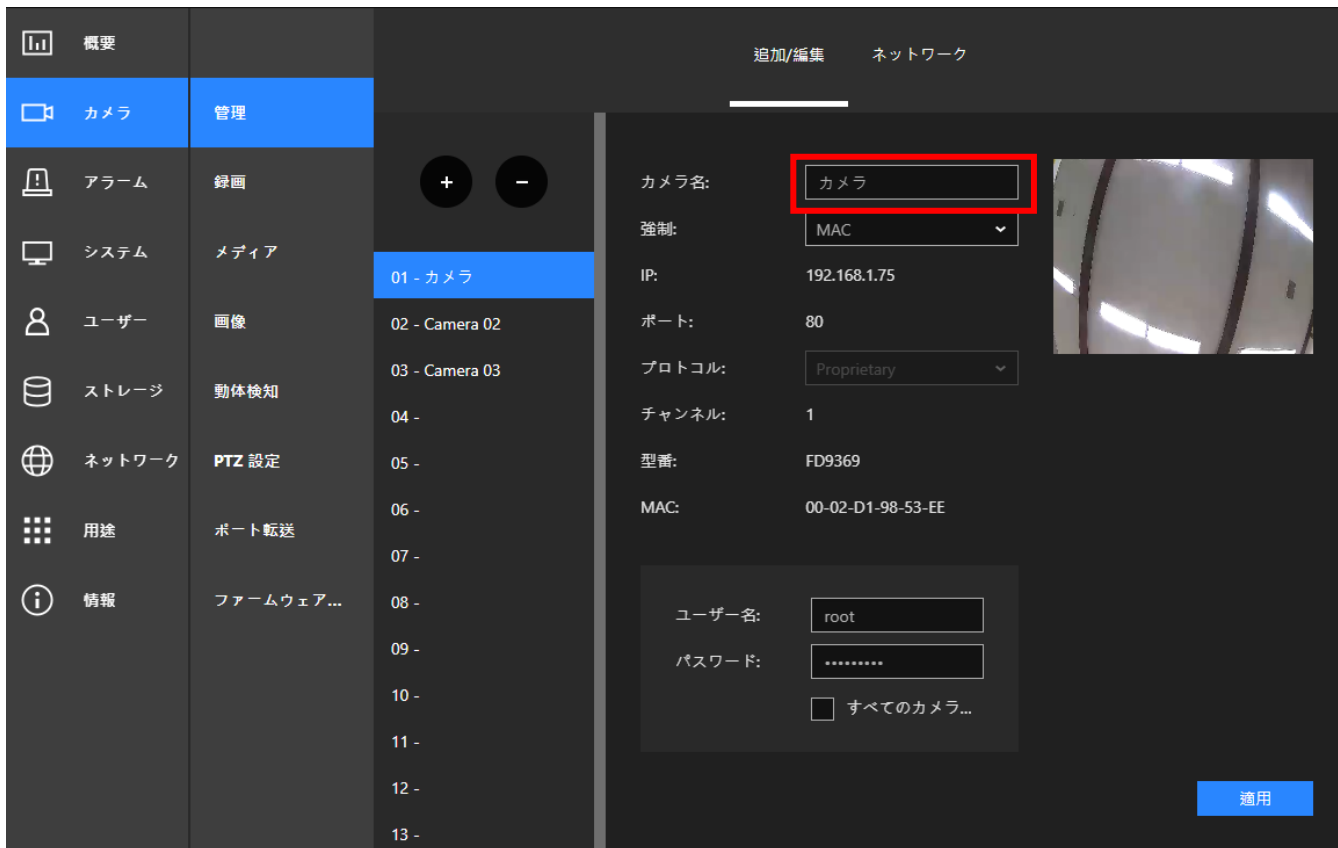 概要
カメラ
アラーム
システム
ユーザー
ストレージ
ネットワーク
用途
情報
管理
録画
メディア
画像
動体検知
PTZ 設定
ポート転送
ファームウェア...
+ -
01 - カメラ
02 - Camera 02
03 - Camera 03
04 -
05 -
06 -
07 -
08 -
09 -
10 -
11 -
12 -
13 -
追加/編集 ネットワーク
カメラ名: カメラ
強制: MAC
IP: 192.168.1.75
ポート: 80
プロトコル: Proprietary
チャンネル: 1
型番: FD9369
MAC: 00-02-D1-98-53-EE
ユーザー名: root
パスワード: •••••••••
すべてのカメラ...
適用